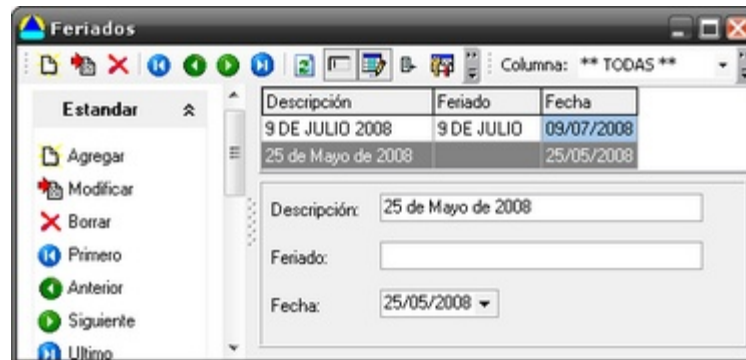 Feriados
Columna: ** TODAS **
Estandar
Agregar
Modificar
Borrar
Primero
Anterior
Siguiente
Ultimo
Descripción Feriado Fecha
9 DE JULIO 2008 9 DE JULIO 09/07/2008
25 de Mayo de 2008 25/05/2008
Descripción: 25 de Mayo de 2008
Feriado:
Fecha: 25/05/2008